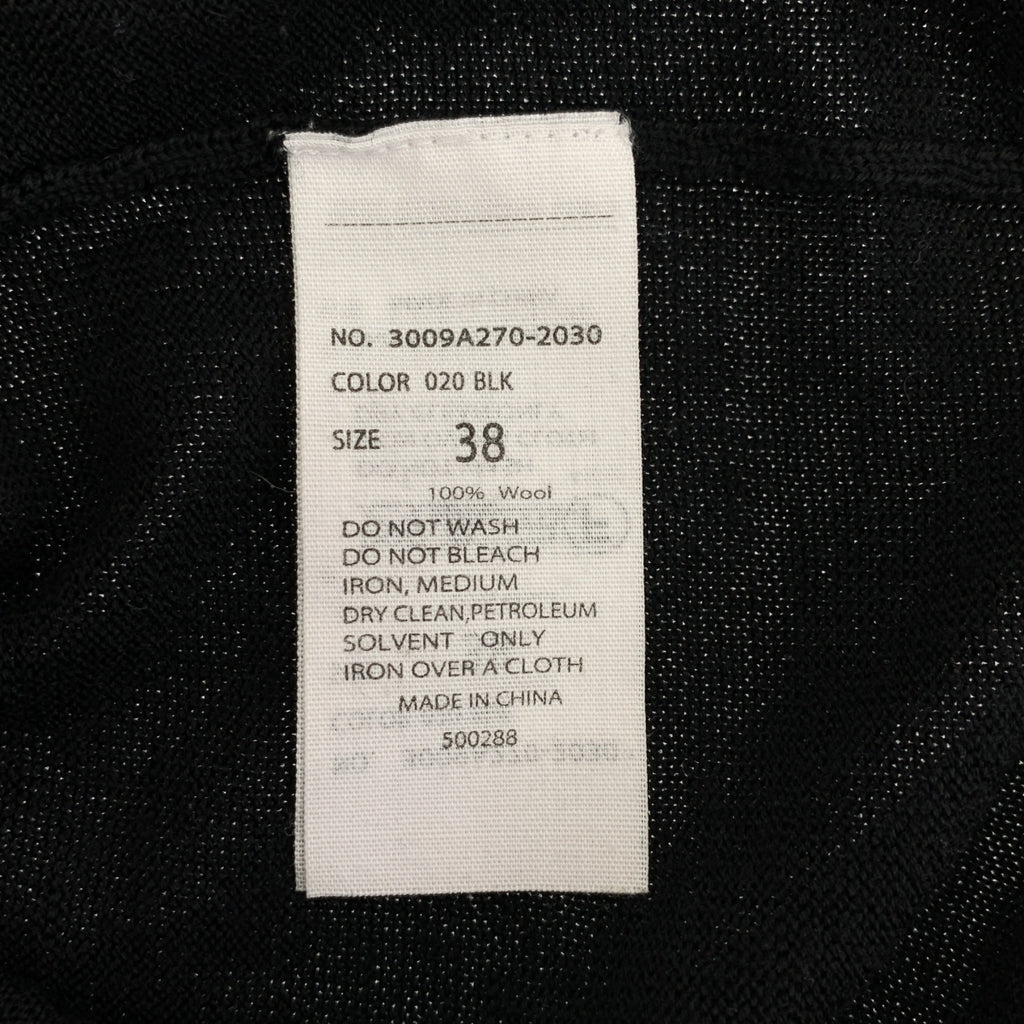 NO. 3009A270-2030
COLOR 020 BLK
SIZE 38
100% Wool
DO NOT WASH
DO NOT BLEACH
IRON, MEDIUM
DRY CLEAN,PETROLEUM
SOLVENT ONLY
IRON OVER A CLOTH
MADE IN CHINA
500288